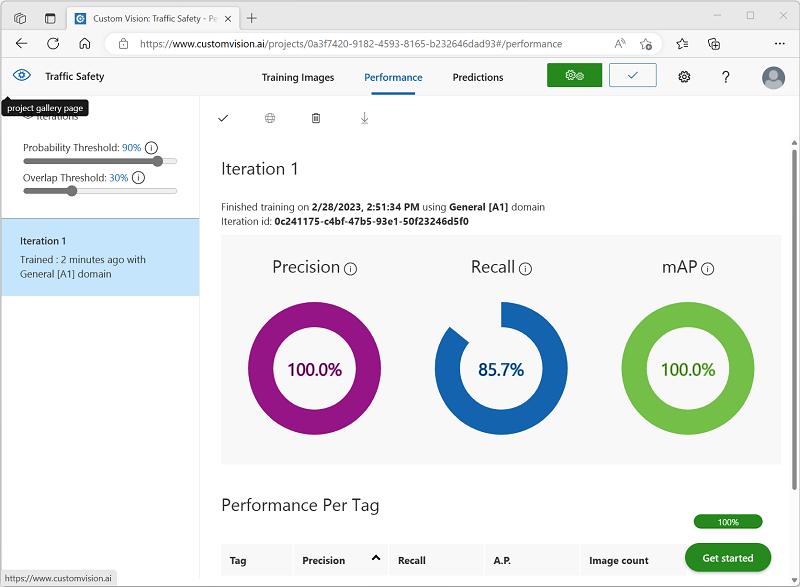 Custom Vision: Traffic Safety - Pe
https://www.customvision.ai/projects/0a3f7420-9182-4593-8165-b232646dad93#/performance
Traffic Safety
Training Images
Performance
Predictions
?
project gallery page
Iterations
Probability Threshold: 90%
Overlap Threshold: 30%
Iteration 1
Trained : 2 minutes ago with
General [A1] domain
Iteration 1
Finished training on 2/28/2023, 2:51:34 PM using General [A1] domain
Iteration id: 0c241175-c4bf-47b5-93e1-50f23246d5f0
Precision
Recall
mAP
100.0%
85.7%
100.0%
Performance Per Tag
100%
Tag
Precision
Recall
A.P.
Image count
Get started
https://www.customvision.ai